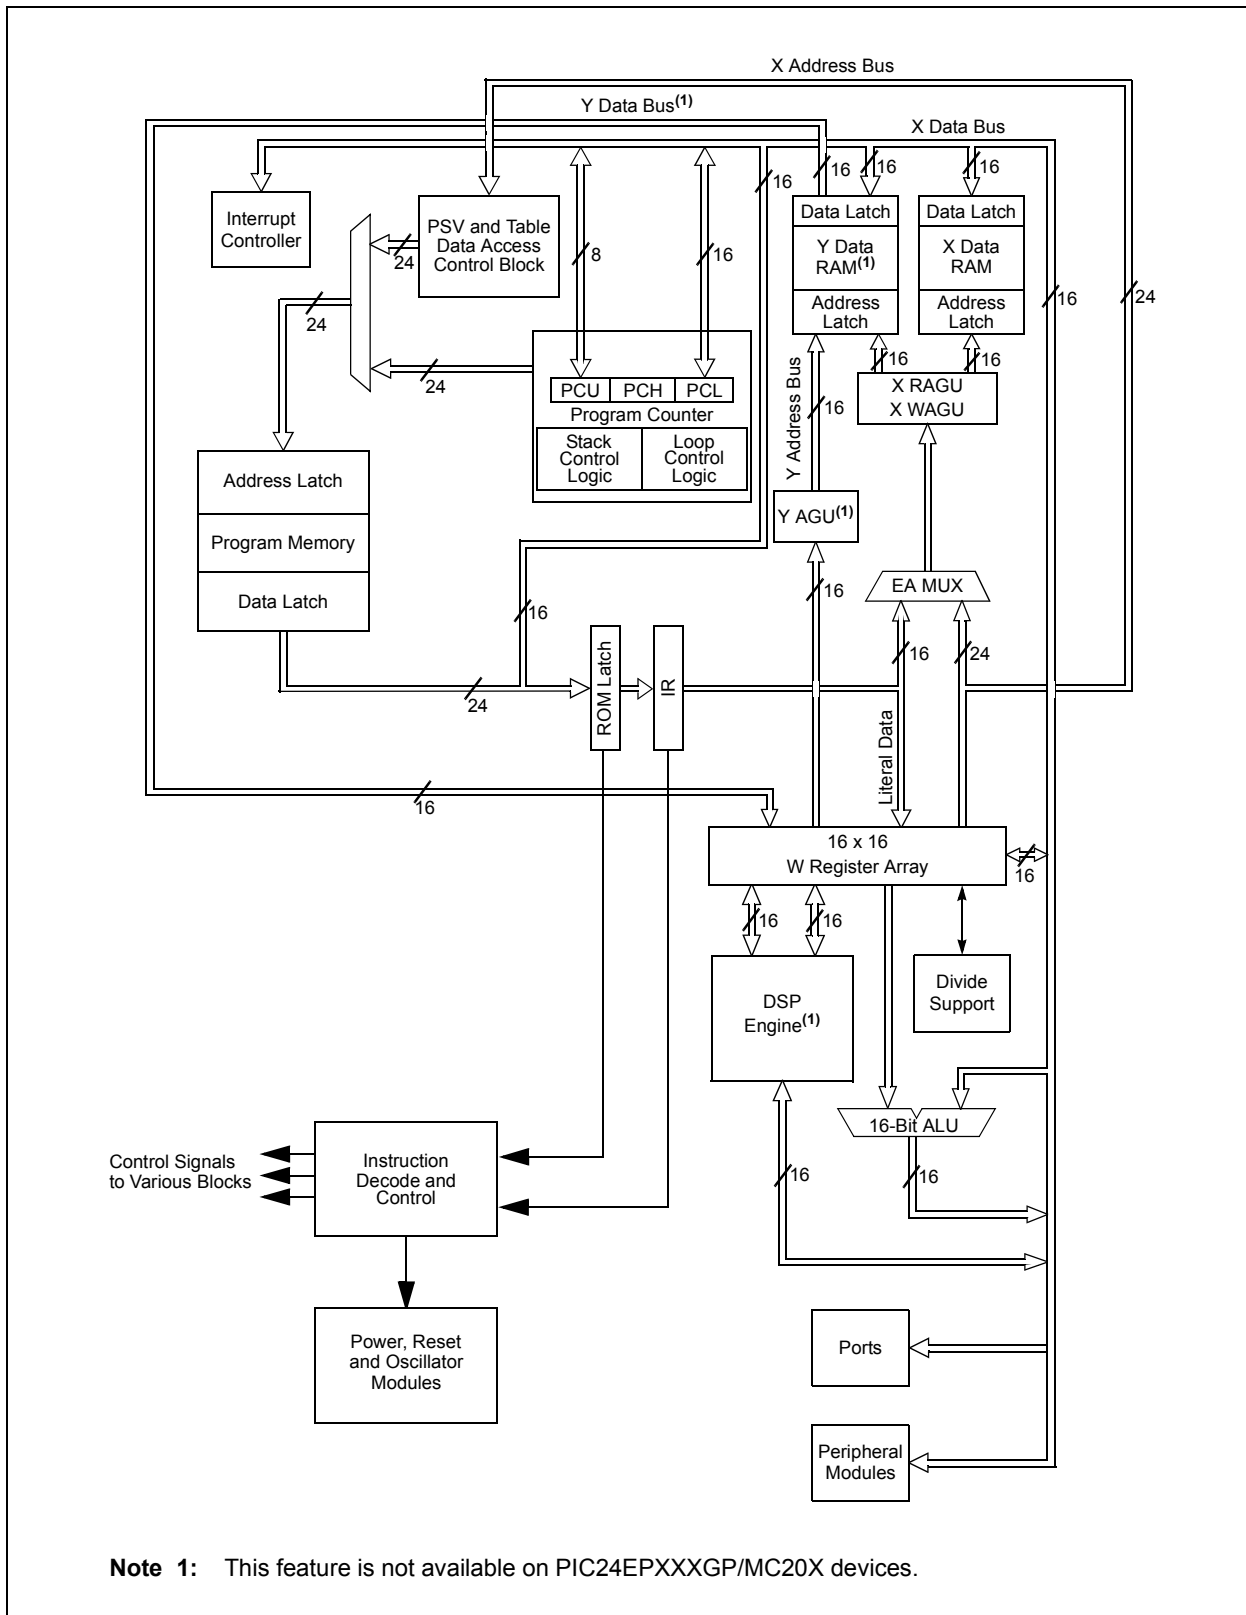 X Address Bus
Y Data Bus(1)
X Data Bus
16
16
16
16
Interrupt
Controller
PSV and Table
Data Access
Control Block
24
8
16
Data Latch
Y Data
RAM(1)
Address
Latch
Data Latch
X Data
RAM
Address
Latch
16
24
24
24
16
16
PCU
PCH
PCL
Program Counter
Stack
Control
Logic
Loop
Control
Logic
X RAGU
X WAGU
Y Address Bus
16
Address Latch
Program Memory
Data Latch
Y AGU(1)
EA MUX
16
16
16
24
24
ROM Latch
IR
Literal Data
16
16 x 16
W Register Array
16
16
16
DSP
Engine(1)
Divide
Support
16-Bit ALU
16
16
Control Signals
to Various Blocks
Instruction
Decode and
Control
Power, Reset
and Oscillator
Modules
Ports
Peripheral
Modules
Note 1: This feature is not available on PIC24EPXXXGP/MC20X devices.